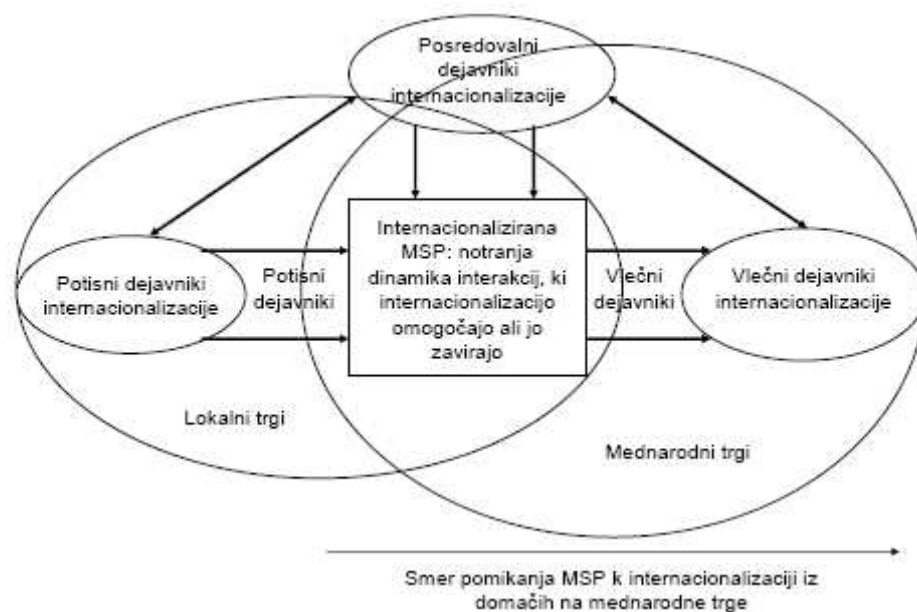 Posredovalni
dejavniki
internacionalizacije
Potisni dejavniki
internacionalizacije
Potisni
dejavniki
Internacionalizirana
MSP: notranja
dinamika interakcij, ki
internacionalizacijo
omogočajo ali jo
zavirajo
Vlečni
dejavniki
Vlečni dejavniki
internacionalizacije
Lokalni trgi
Mednarodni trgi
Smer pomikanja MSP k internacionalizaciji iz
domačih na mednarodne trge